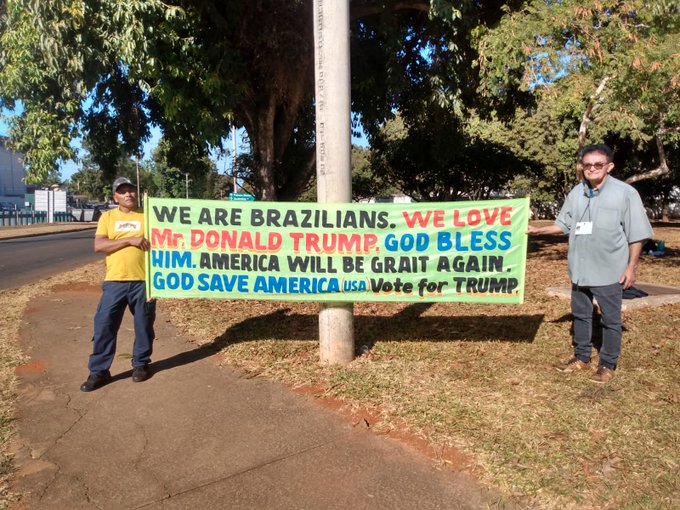 WE ARE BRAZILIANS. WE LOVE
Mr. DONALD TRUMP. GOD BLESS
HIM. AMERICA WILL BE GRAIT AGAIN.
GOD SAVE AMERICA (USA) Vote for TRUMP.